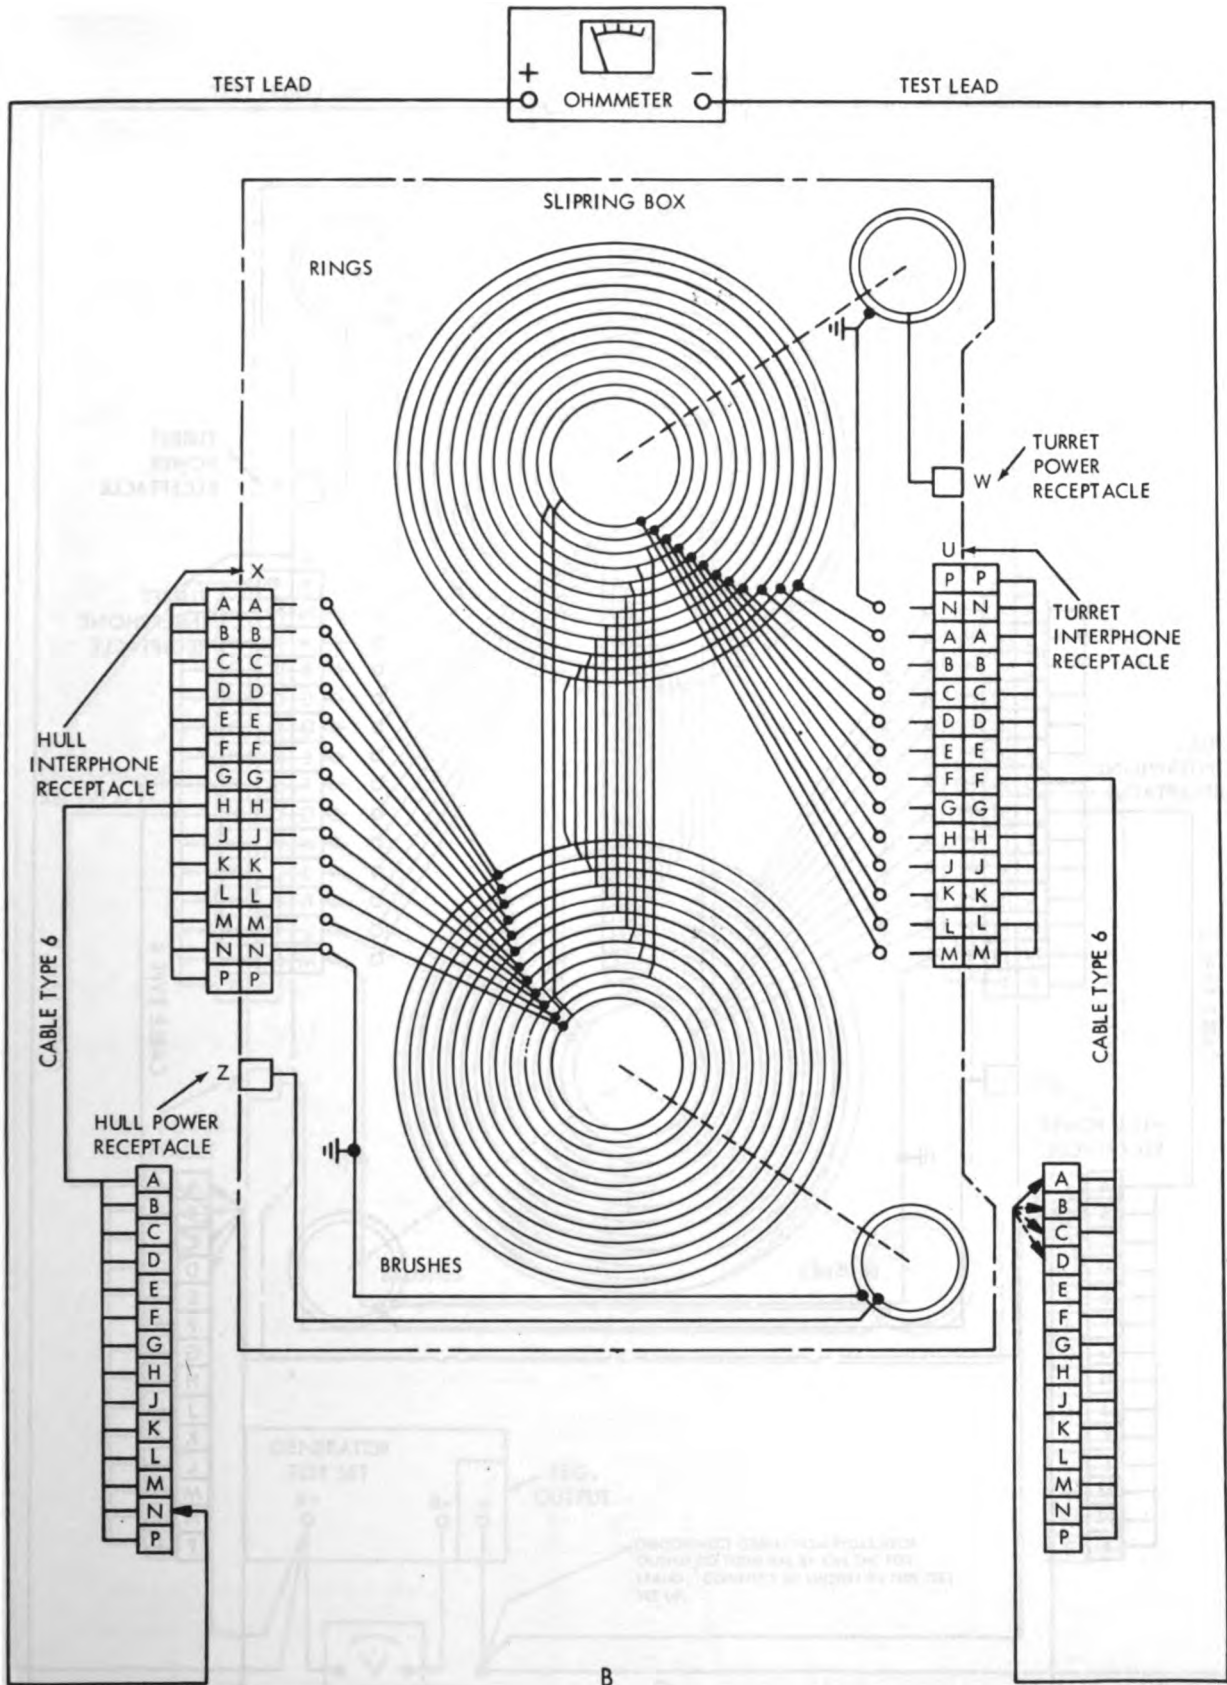 + -
OHMMETER
TEST LEAD
TEST LEAD
SLIPRING BOX
RINGS
W
TURRET
POWER
RECEPTACLE
U
TURRET
INTERPHONE
RECEPTACLE
X
HULL
INTERPHONE
RECEPTACLE
A A
B B
C C
D D
E E
F F
G G
H H
J J
K K
L L
M M
N N
P P
P P
N N
A A
B B
C C
D D
E E
F F
G G
H H
J J
K K
L L
M M
CABLE TYPE 6
CABLE TYPE 6
Z
HULL POWER
RECEPTACLE
BRUSHES
A
B
C
D
E
F
G
H
J
K
L
M
N
P
A
B
C
D
E
F
G
H
J
K
L
M
N
P
B